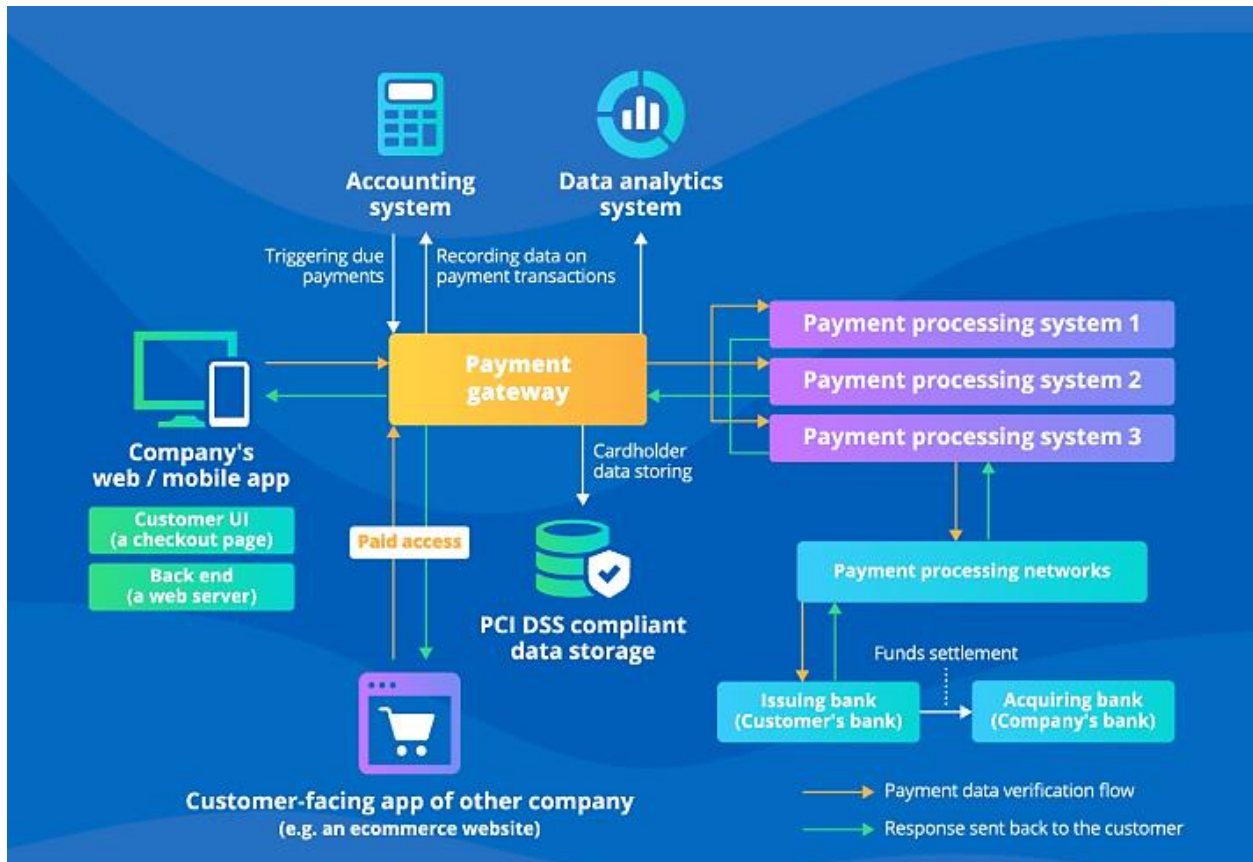 Accounting
system
Data analytics
system
Triggering due
payments
Recording data on
payment transactions
Payment
gateway
Payment processing system 1
Payment processing system 2
Payment processing system 3
Company's
web / mobile app
Customer UI
(a checkout page)
Back end
(a web server)
Cardholder
data storing
Paid access
PCI DSS compliant
data storage
Payment processing networks
Funds settlement
Issuing bank
(Customer's bank)
Acquiring bank
(Company's bank)
Customer-facing app of other company
(e.g. an ecommerce website)
Payment data verification flow
Response sent back to the customer